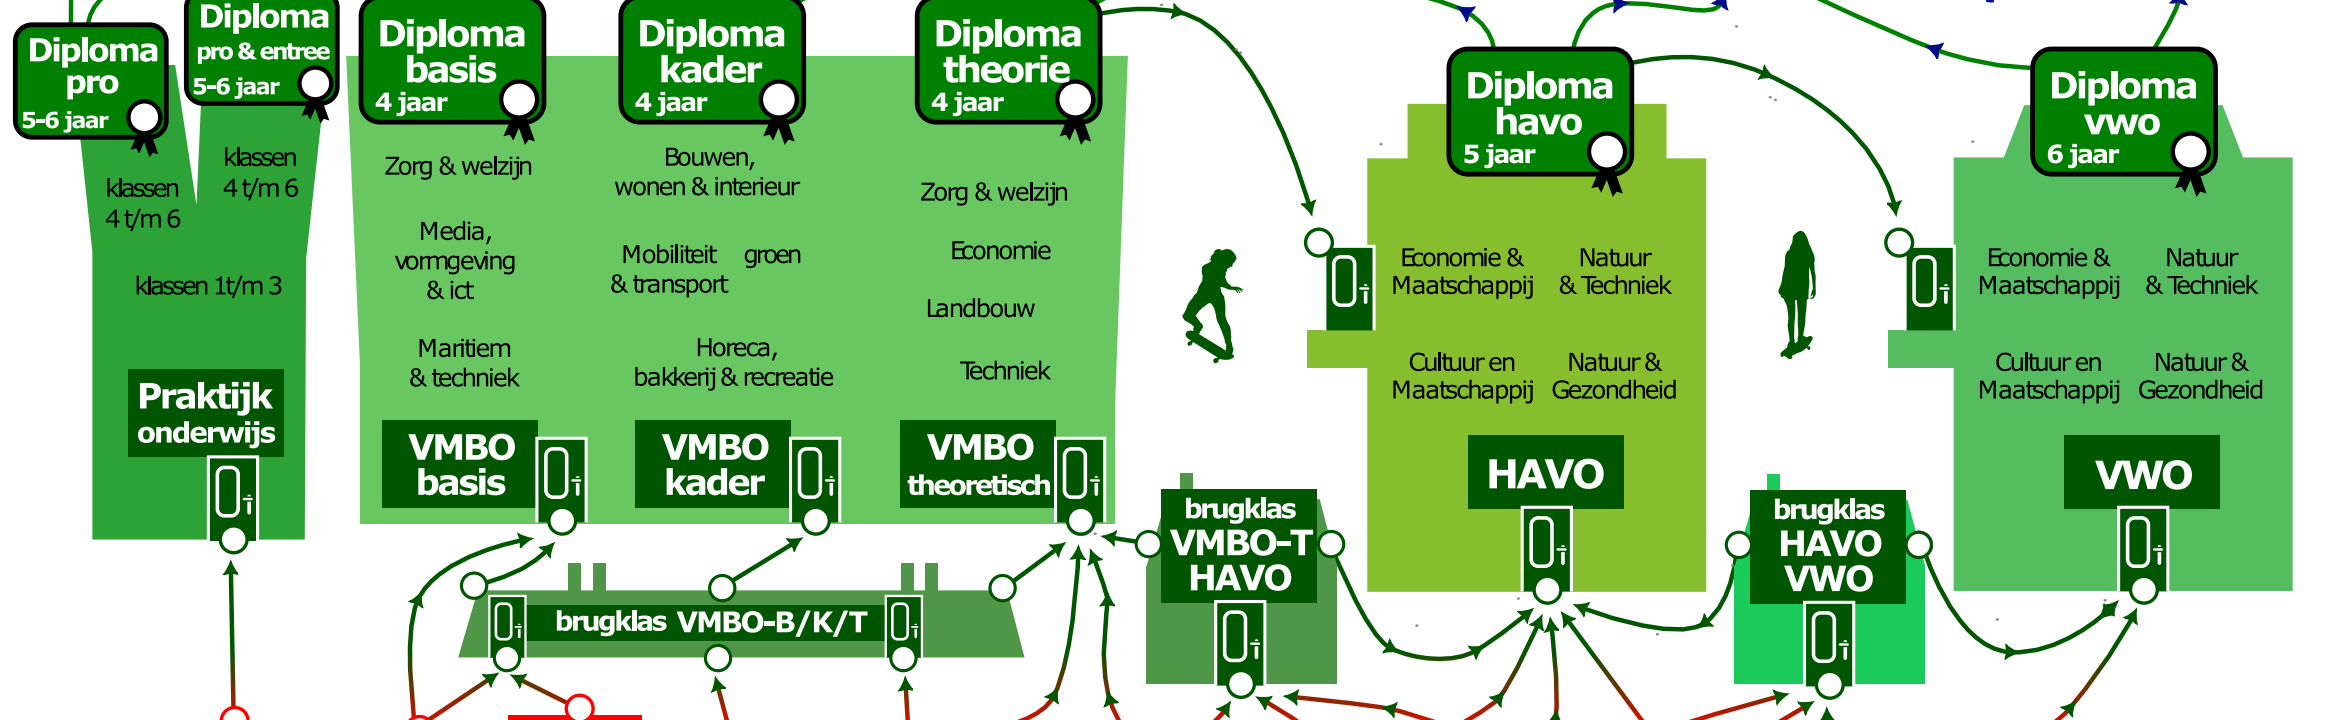 Diploma
pro
5-6 jaar
Diploma
pro & entree
5-6 jaar
klassen
4 t/m 6
klassen
4 t/m 6
klassen 1t/m 3
Praktijk
onderwijs
Diploma
basis
4 jaar
Zorg & welzijn
Media,
vormgeving
& ict
Maritiem
& techniek
VMBO
basis
Diploma
kader
4 jaar
Bouwen,
wonen & interieur
Mobiliteit
& transport
groen
Horeca,
bakkerij & recreatie
VMBO
kader
Diploma
theorie
4 jaar
Zorg & welzijn
Economie
Landbouw
Techniek
VMBO
theoretisch
brugklas VMBO-B/K/T
brugklas
VMBO-T
HAVO
Diploma
havo
5 jaar
Economie &
Maatschappij
Natuur
& Techniek
Cultuur en
Maatschappij
Natuur &
Gezondheid
HAVO
brugklas
HAVO
VWO
Diploma
vwo
6 jaar
Economie &
Maatschappij
Natuur
& Techniek
Cultuur en
Maatschappij
Natuur &
Gezondheid
VWO